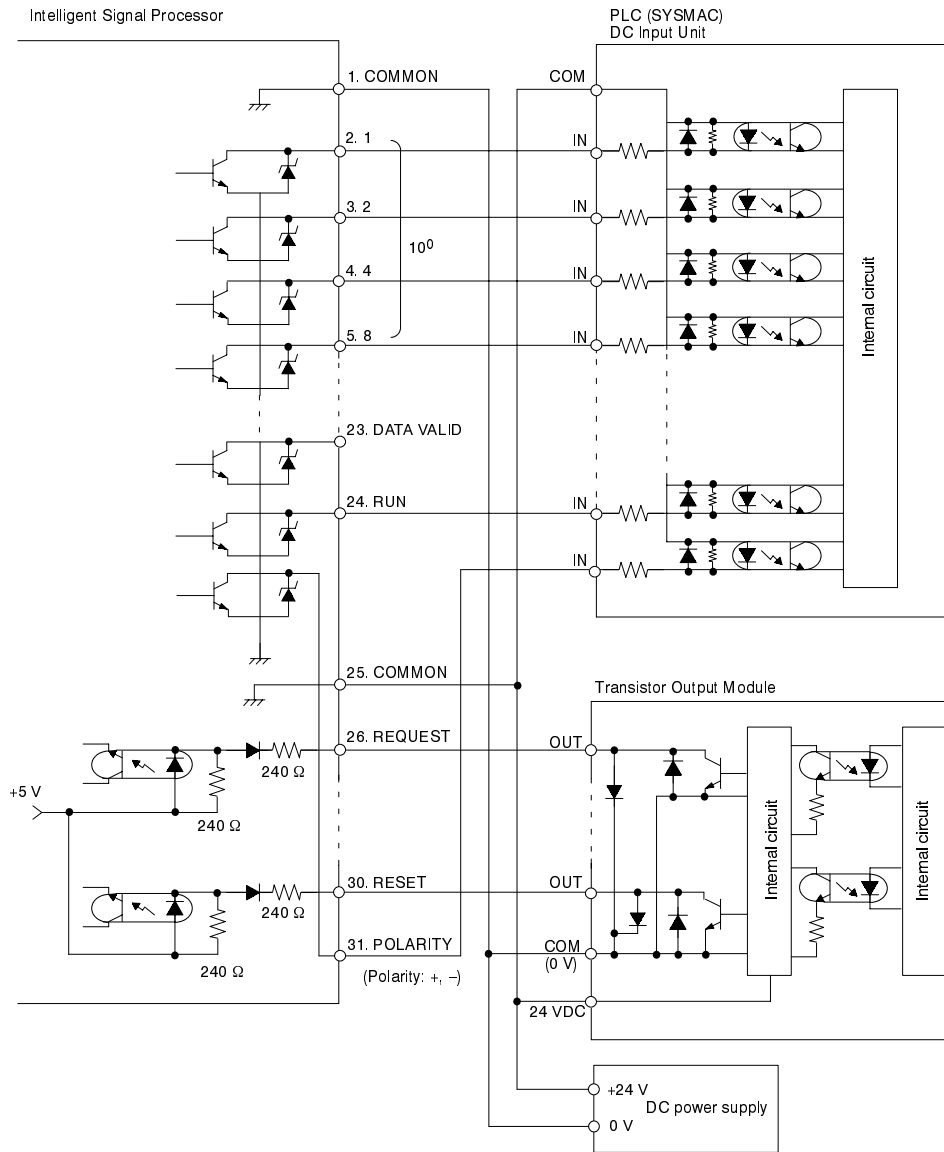 Intelligent Signal Processor
PLC (SYSMAC)
DC Input Unit
1. COMMON
COM
2. 1
IN
3. 2
IN
10⁰
4. 4
IN
5. 8
IN
Internal circuit
23. DATA VALID
24. RUN
IN
IN
25. COMMON
Transistor Output Module
26. REQUEST
OUT
240 Ω
+5 V
240 Ω
Internal circuit
Internal circuit
30. RESET
OUT
240 Ω
31. POLARITY
COM
(0 V)
240 Ω
(Polarity: +, –)
24 VDC
+24 V
DC power supply
0 V